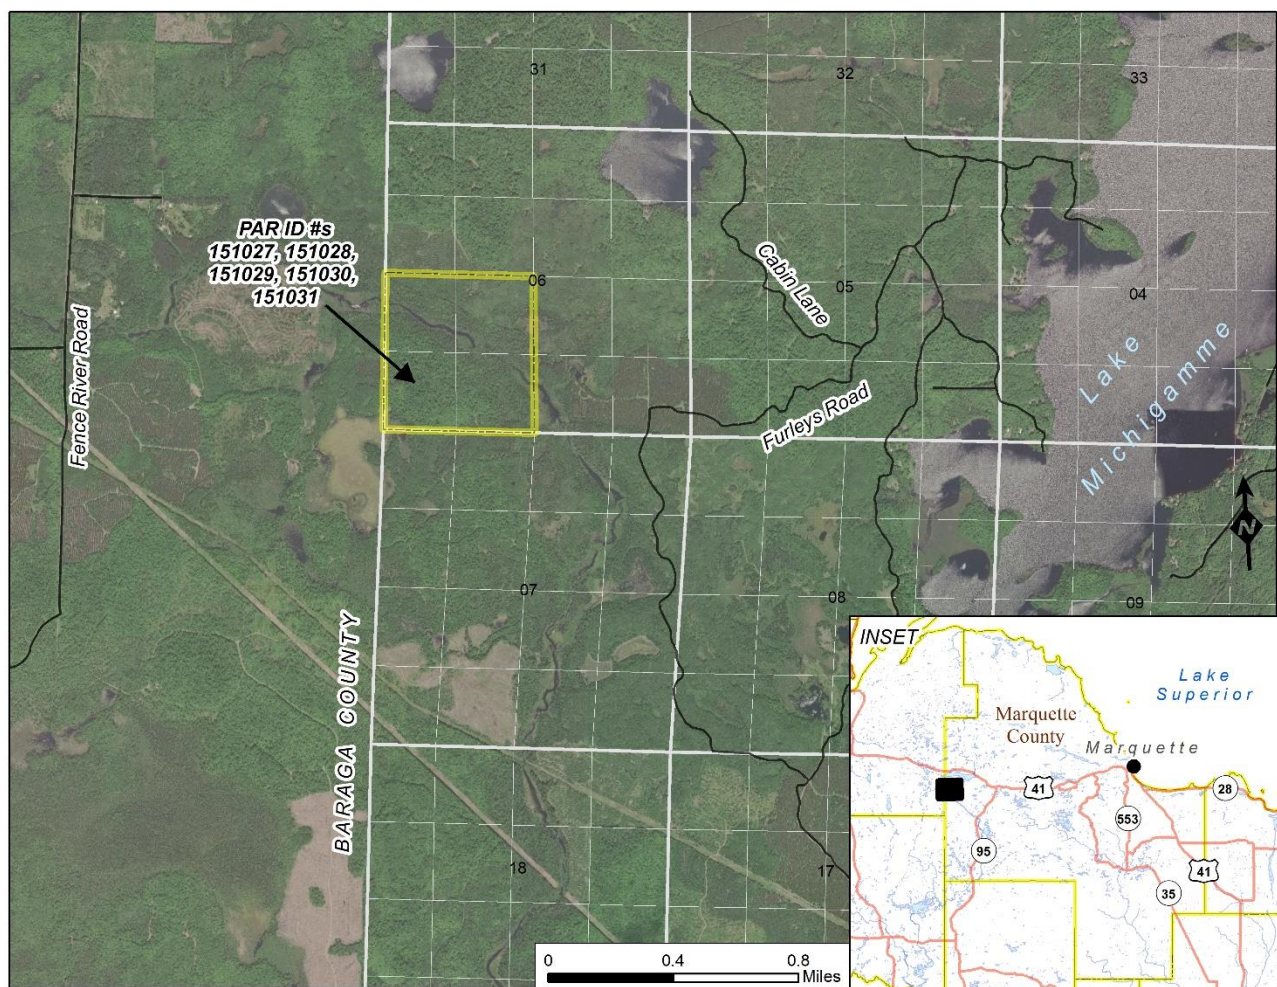 31
32
33
PAR ID #s
151027, 151028,
151029, 151030,
151031
06
Cabin Lane
05
04
Lake
Michigamme
Fence River Road
Furleys Road
N
07
08
09
BARAGA COUNTY
18
17
0 0.4 0.8
Miles
INSET
Lake
Superior
Marquette
County
Marquette
41
28
553
95
41
35